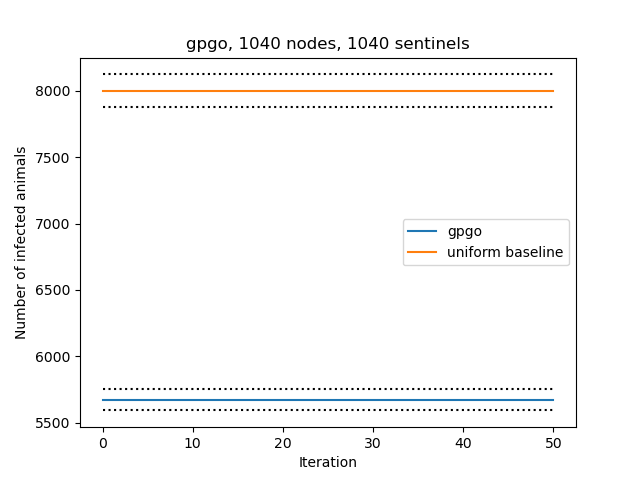 gpgo, 1040 nodes, 1040 sentinels
8000
7500
7000
6500
6000
5500
Number of infected animals
gpgo
uniform baseline
0 10 20 30 40 50
Iteration